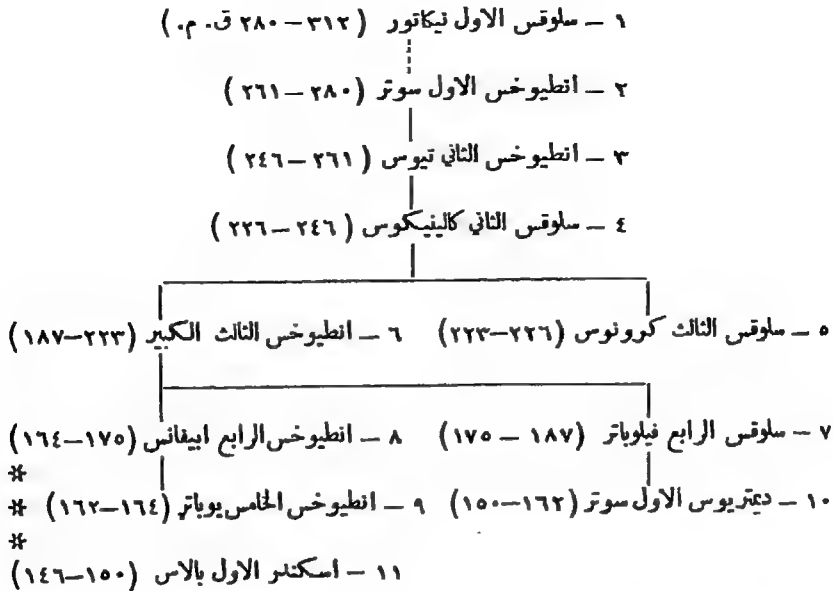 ١ — سلوقس الاول نيكاتور (٣١٢ – ٢٨٠ ق. م.)
٢ — انطيوخس الاول سوتر (٢٨٠ – ٢٦١)
٣ — انطيوخس الثاني تيوس (٢٦١ – ٢٤٦)
٤ — سلوقس الثاني كالينيكوس (٢٤٦ – ٢٢٦)
٥ — سلوقس الثالث كرونوس (٢٢٦–٢٢٣) ٦ — انطيوخس الثالث الكبير (٢٢٣–١٨٧)
٧ — سلوقس الرابع فيلوباتر (١٨٧ – ١٧٥) ٨ — انطيوخس الرابع ابيفانس (١٧٥–١٦٤)
*
١٠ — ديمتريوس الاول سوتر (١٦٢–١٥٠) ٩ — انطيوخس الخامس يوباتر (١٦٤–١٦٢) *
*
١١ — اسكندر الاول بالاس (١٥٠–١٤٦)